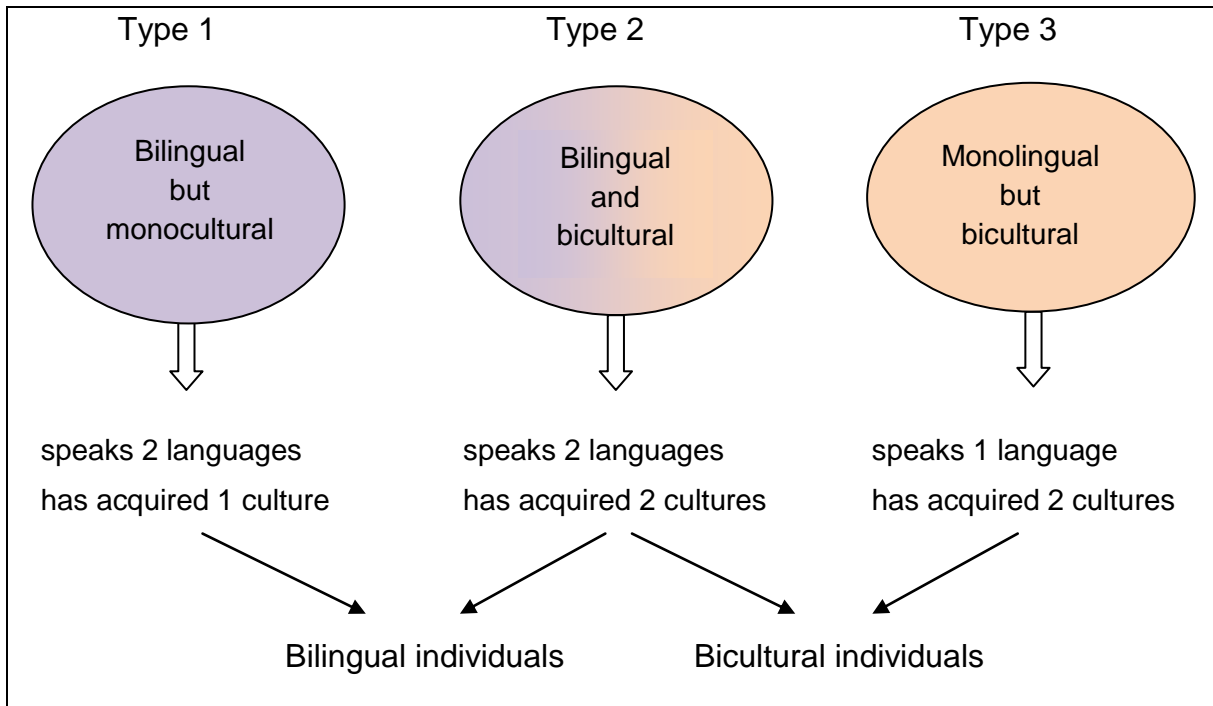 Type 1
Type 2
Type 3
Bilingual
but
monocultural
Bilingual
and
bicultural
Monolingual
but
bicultural
speaks 2 languages
has acquired 1 culture
speaks 2 languages
has acquired 2 cultures
speaks 1 language
has acquired 2 cultures
Bilingual individuals
Bicultural individuals